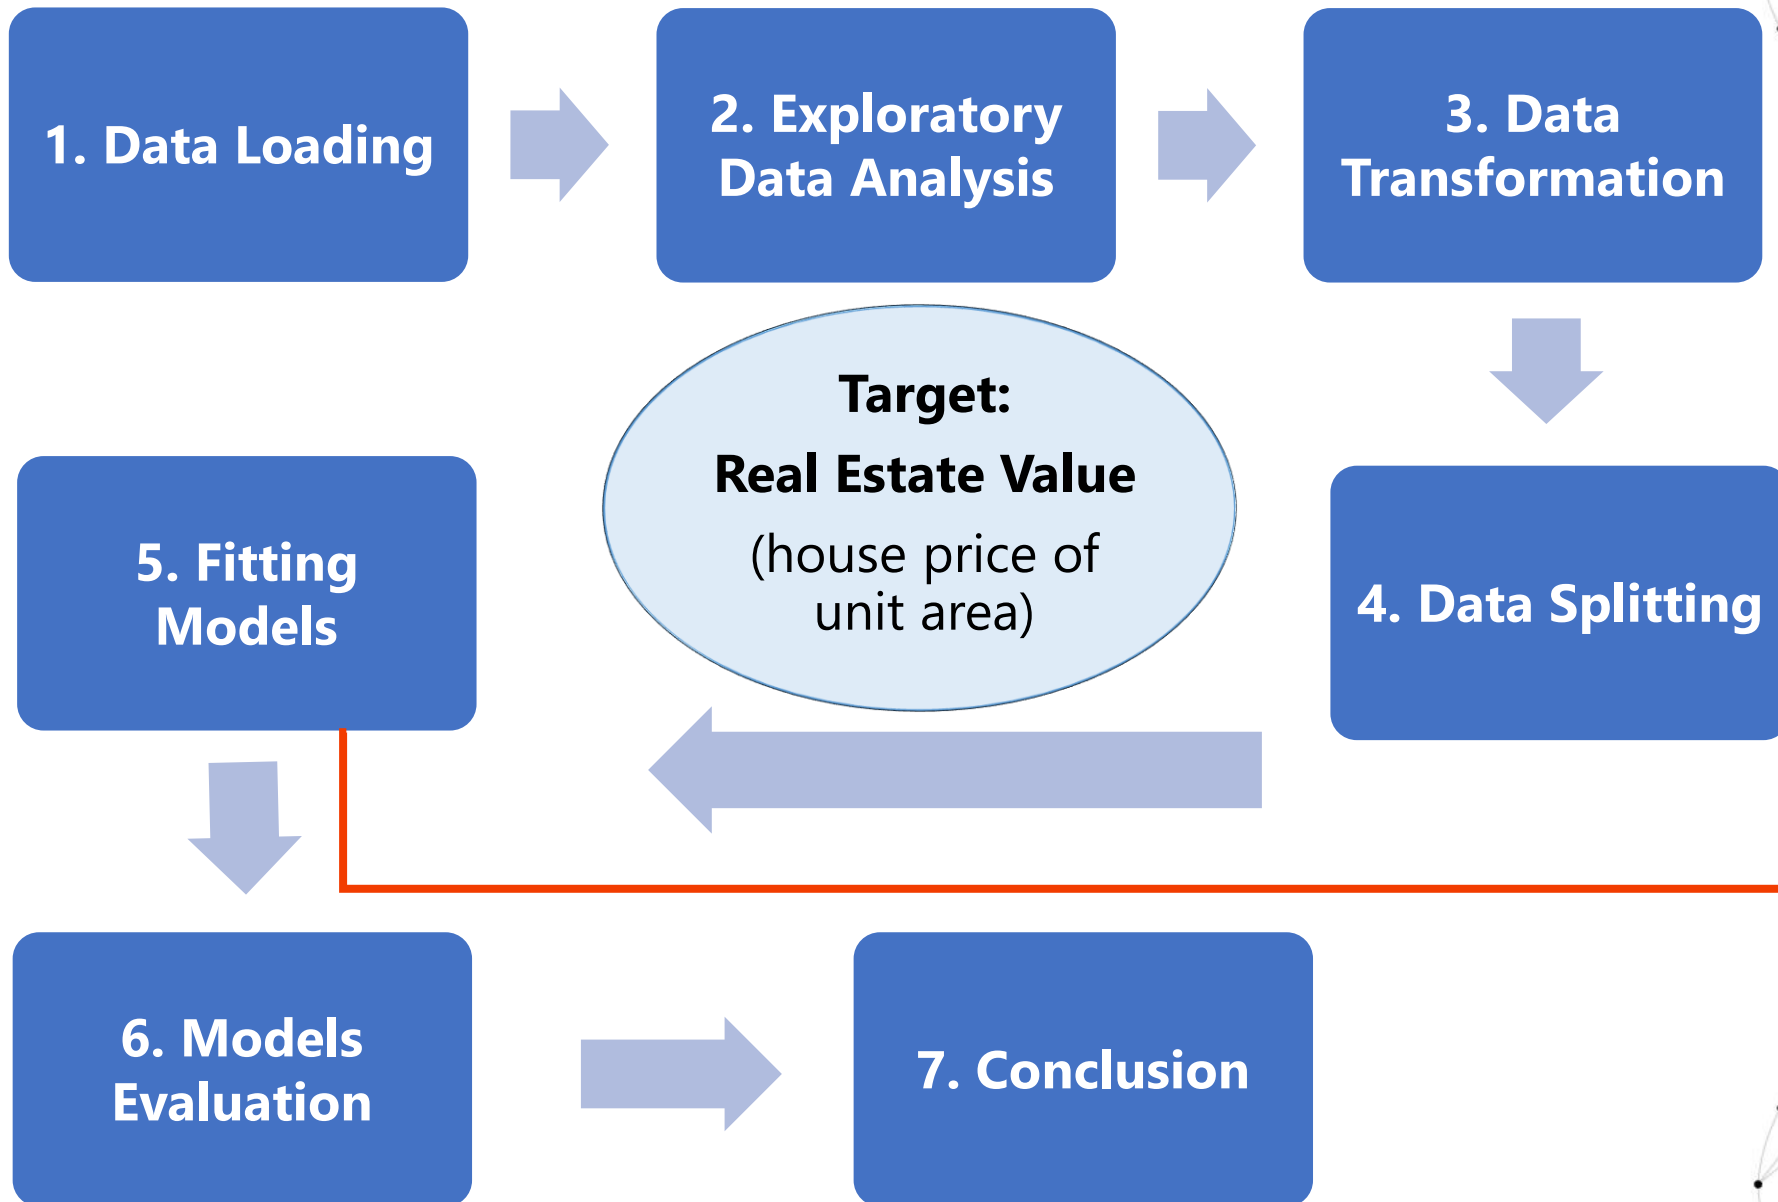 1. Data Loading
2. Exploratory
Data Analysis
3. Data
Transformation
Target:
Real Estate Value
(house price of
unit area)
4. Data Splitting
5. Fitting
Models
6. Models
Evaluation
7. Conclusion